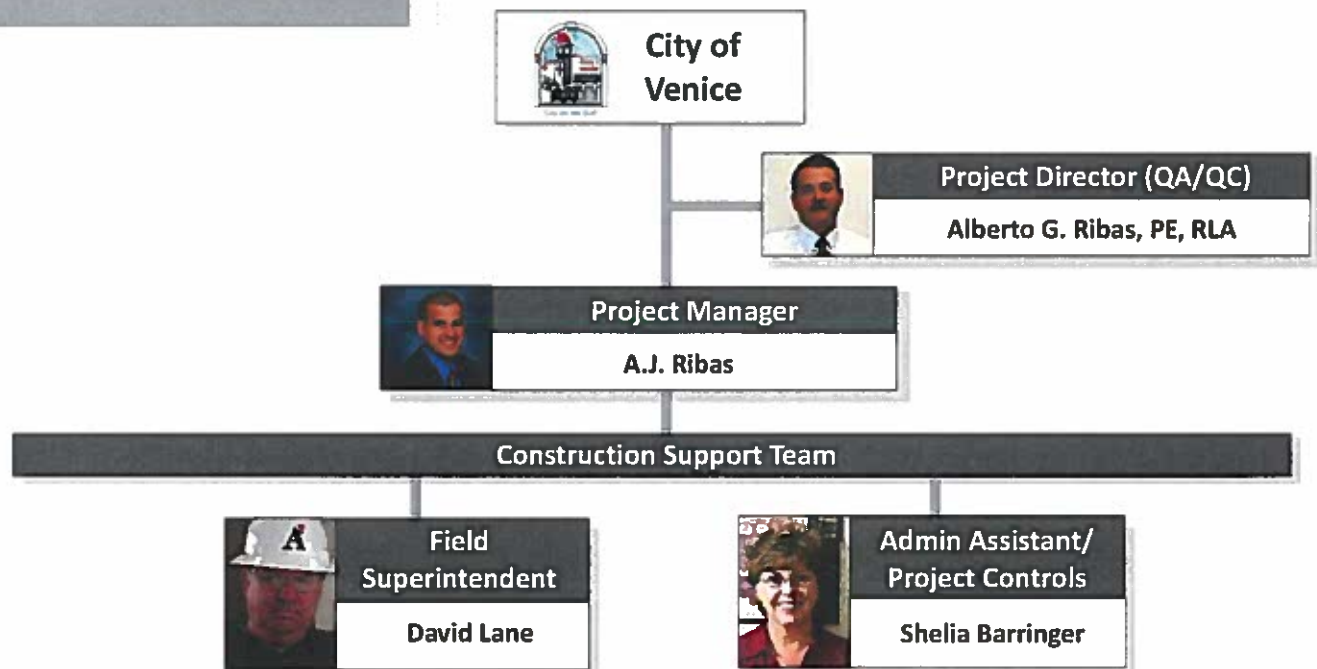 City of
Venice
Project Director (QA/QC)
Alberto G. Ribas, PE, RLA
Project Manager
A.J. Ribas
Construction Support Team
Field
Superintendent
David Lane
Admin Assistant/
Project Controls
Shelia Barringer
A